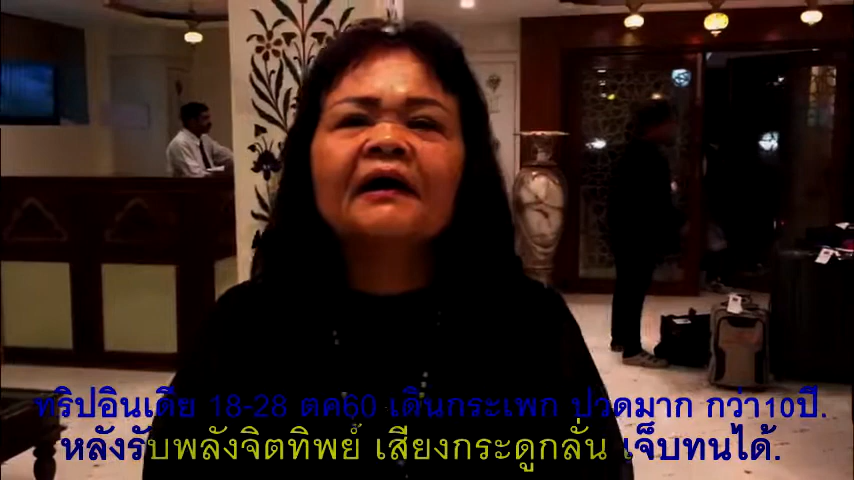 ทริปอินเดีย 18-28 ตค60 เดินกระเพก ปวดมาก กว่า10ปี.
หลังรับพลังจิตทิพย์ เสียงกระดูกลั่น เจ็บทนได้.